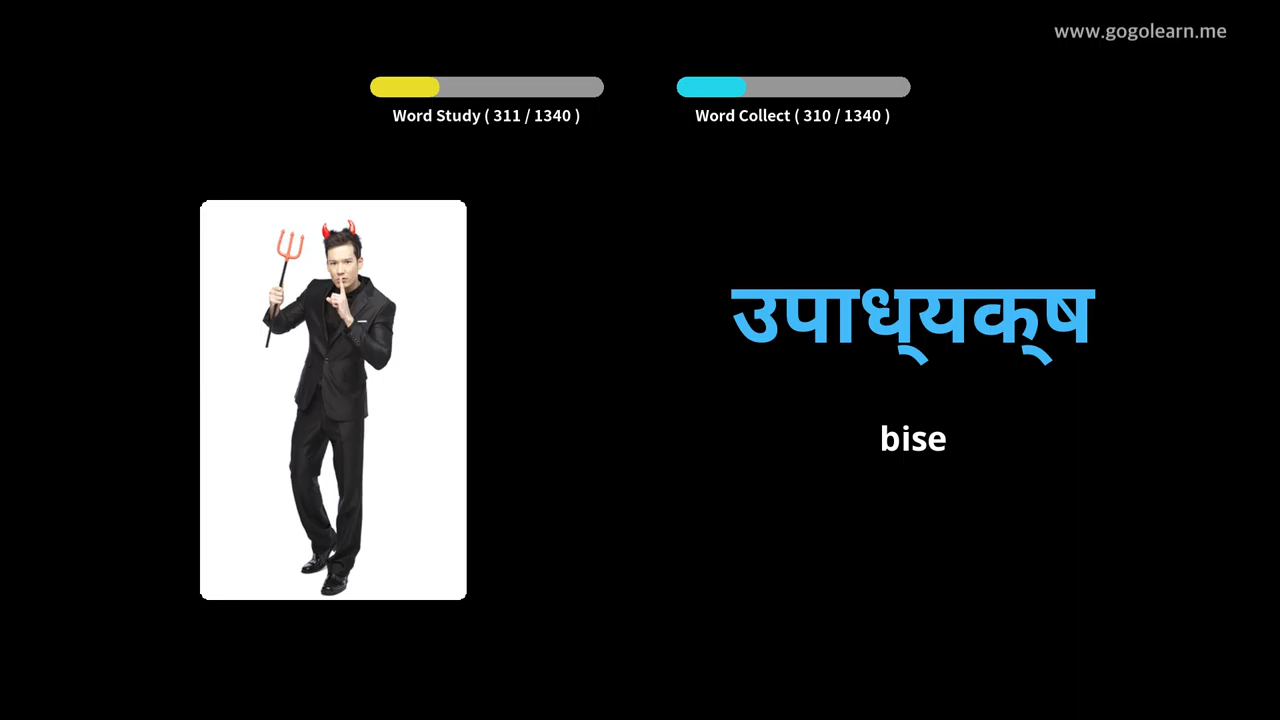 www.gogolearn.me
Word Study ( 311 / 1340 )
Word Collect ( 310 / 1340 )
उपाध्यक्ष
bise